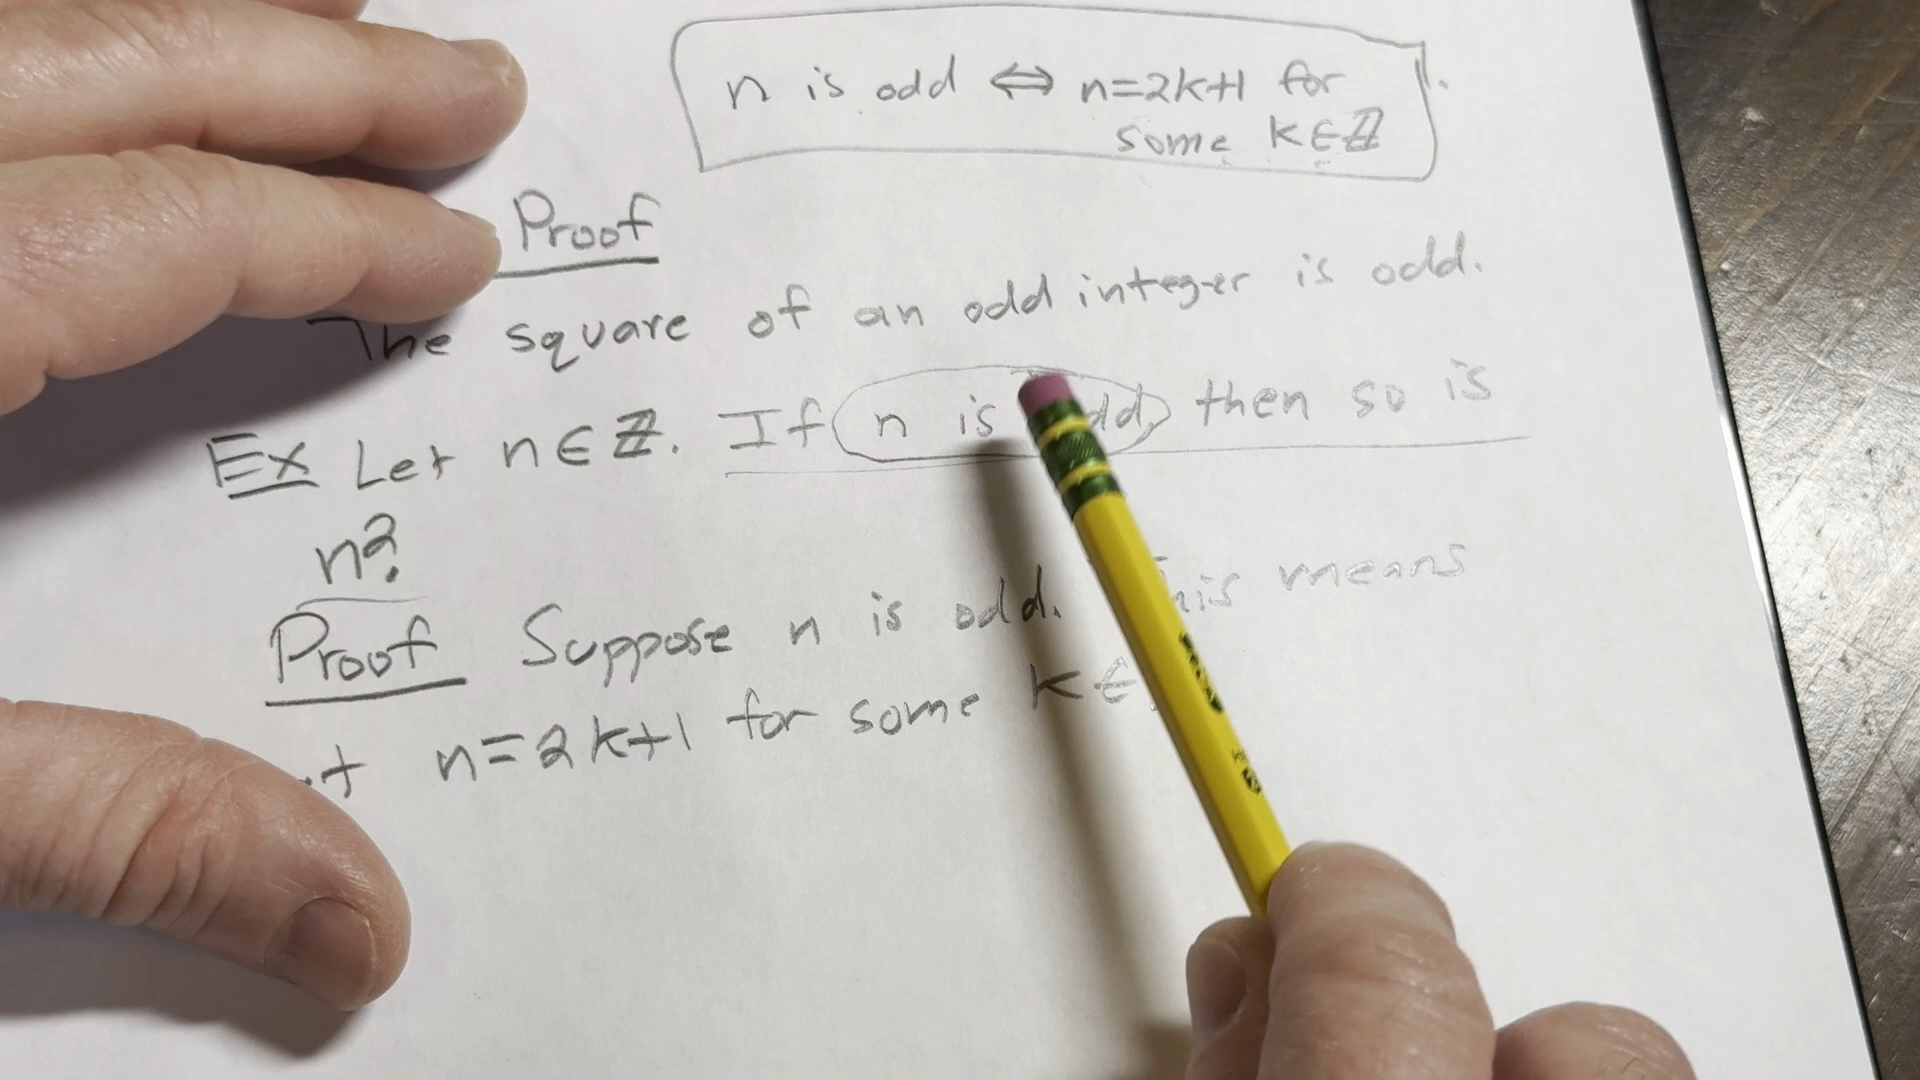 n is odd ⇔ n=2k+1 for
some k∈ℤ
Proof
The square of an odd integer is odd.
Ex Let n∈ℤ. If n is odd, then so is
n².
Proof Suppose n is odd. This means
n=2k+1 for some k∈